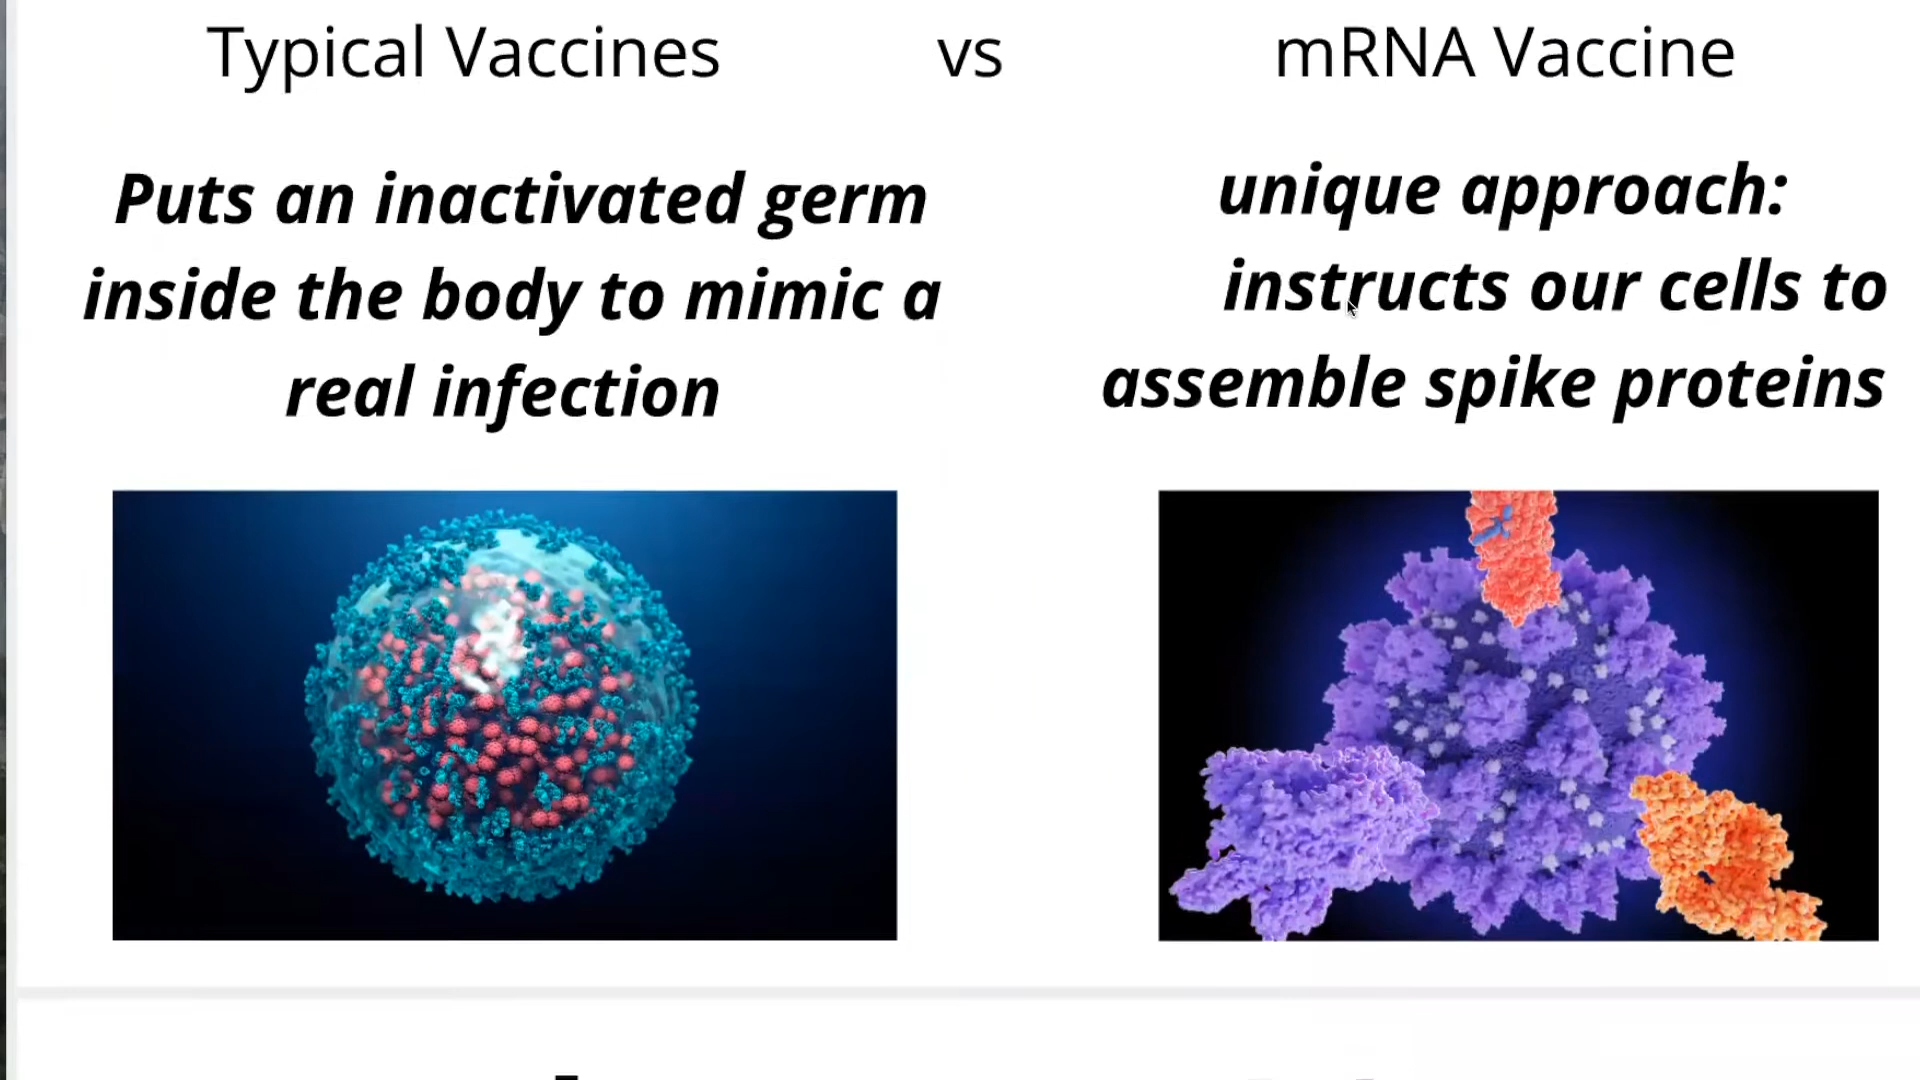 Typical Vaccines vs mRNA Vaccine
Puts an inactivated germ
inside the body to mimic a
real infection
unique approach:
instructs our cells to
assemble spike proteins